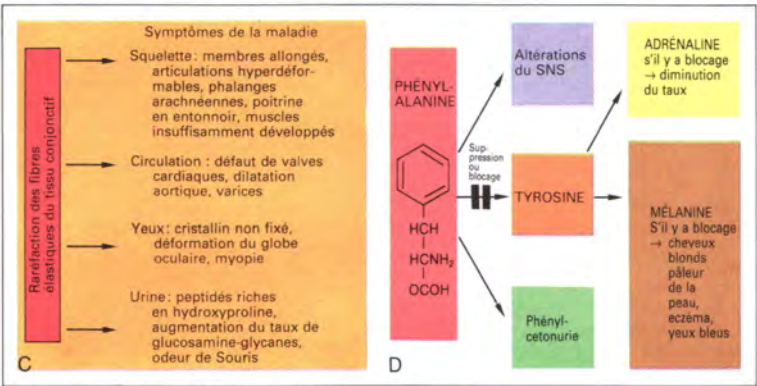 Symptômes de la maladie
Raréfaction des fibres
élastiques du tissu conjonctif
Squelette : membres allongés,
articulations hyperdéfor-
mables, phalanges
arachnéennes, poitrine
en entonnoir, muscles
insuffisamment développés
Circulation : défaut de valves
cardiaques, dilatation
aortique, varices
Yeux : cristallin non fixé,
déformation du globe
oculaire, myopie
Urine : peptidés riches
en hydroxyproline,
augmentation du taux de
glucosamine-glycanes,
odeur de Souris
C
PHÉNYL-
ALANINE
HCH
HCNH₂
OCOH
D
Sup-
pression
ou
blocage
Altérations
du SNS
TYROSINE
Phényl-
cetonurie
ADRÉNALINE
s'il y a blocage
→ diminution
du taux
MÉLANINE
S'il y a blocage
→ cheveux
blonds
pâleur
de la
peau,
eczéma,
yeux bleus